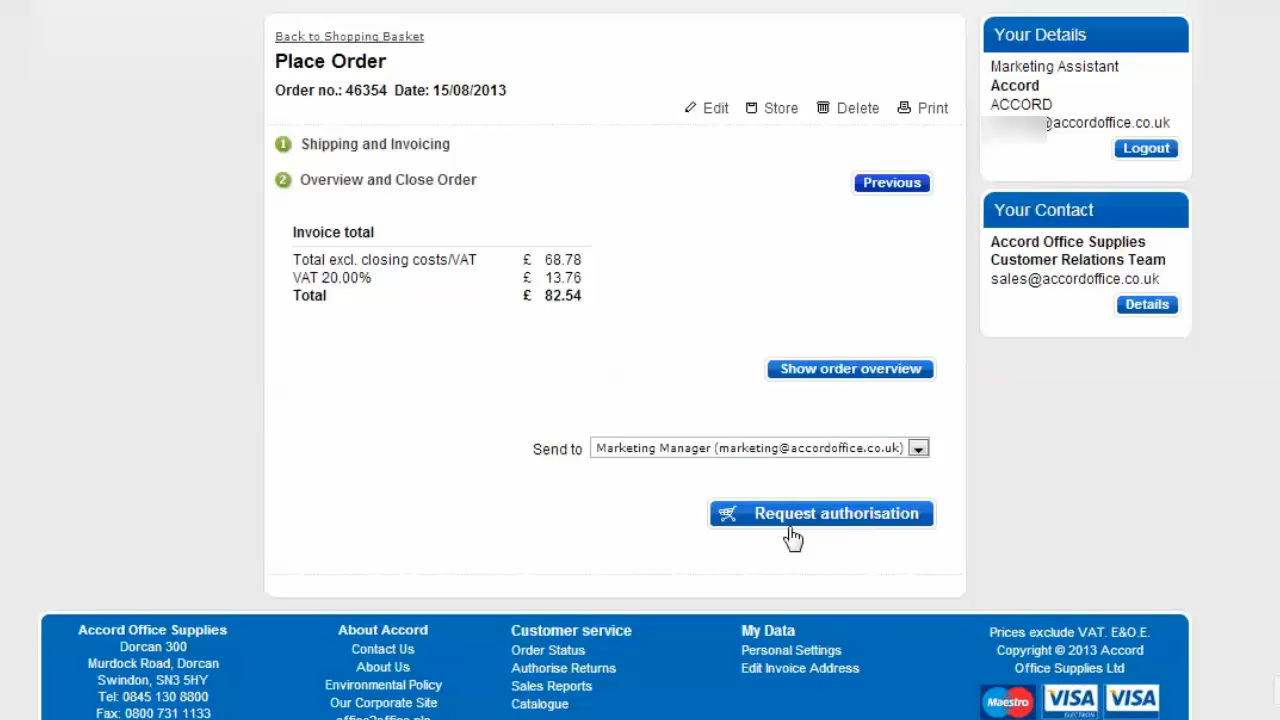 Back to Shopping Basket
Place Order
Order no.: 46354 Date: 15/08/2013
Edit Store Delete Print
1 Shipping and Invoicing
2 Overview and Close Order
Previous
Invoice total
Total excl. closing costs/VAT £ 68.78
VAT 20.00% £ 13.76
Total £ 82.54
Show order overview
Send to Marketing Manager (marketing@accordoffice.co.uk)
Request authorisation
Your Details
Marketing Assistant
Accord
ACCORD
@accordoffice.co.uk
Logout
Your Contact
Accord Office Supplies
Customer Relations Team
sales@accordoffice.co.uk
Details
Accord Office Supplies
Dorcan 300
Murdock Road, Dorcan
Swindon, SN3 5HY
Tel: 0845 130 8800
Fax: 0800 731 1133
About Accord
Contact Us
About Us
Environmental Policy
Our Corporate Site
Customer service
Order Status
Authorise Returns
Sales Reports
Catalogue
My Data
Personal Settings
Edit Invoice Address
Prices exclude VAT. E&O.E.
Copyright © 2013 Accord
Office Supplies Ltd
Maestro VISA VISA
ELECTRON